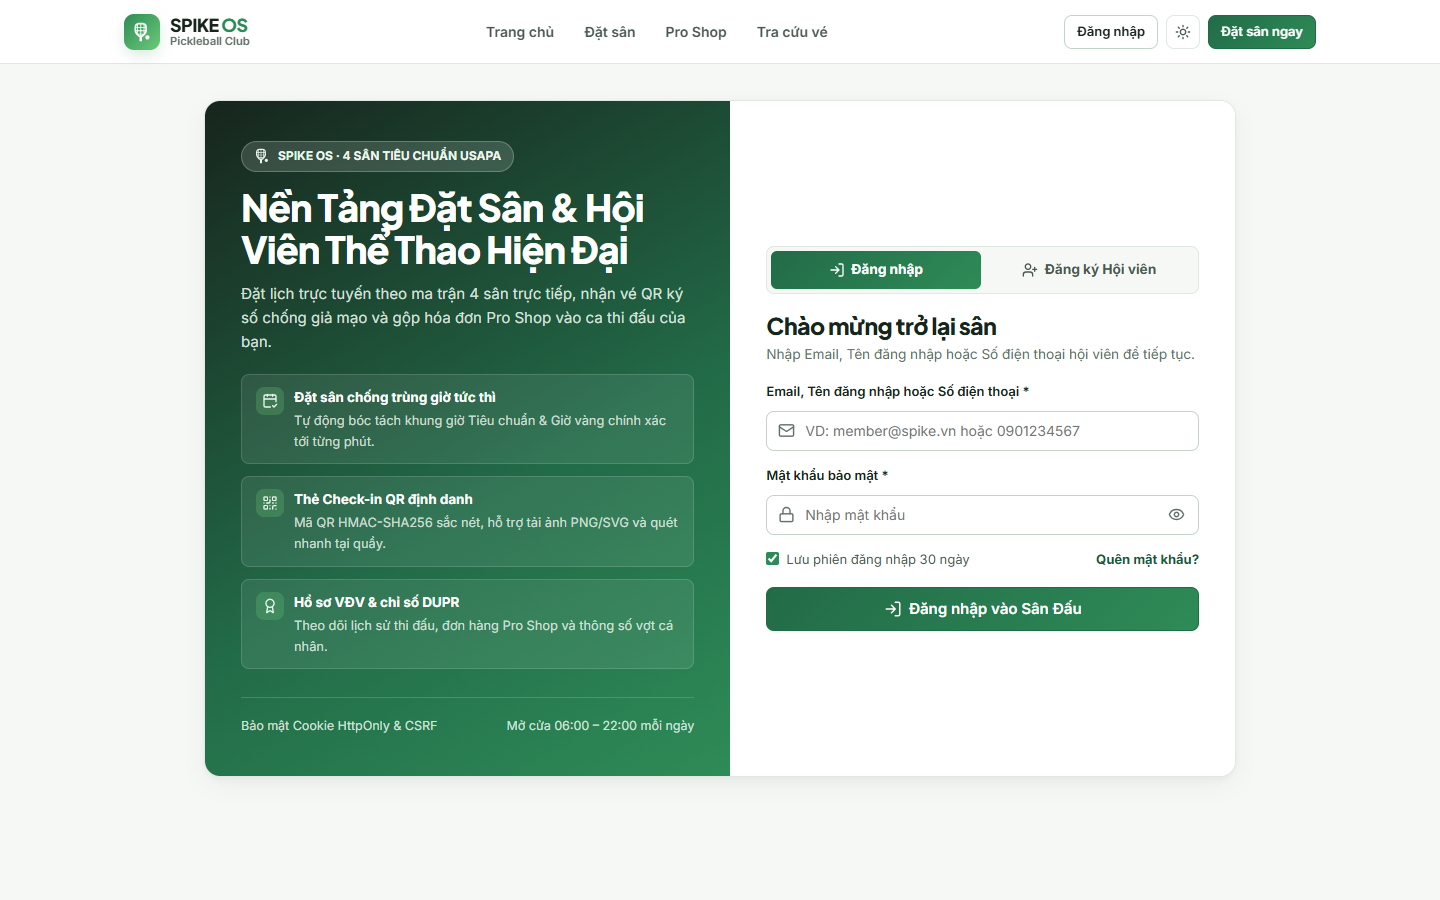 SPIKE OS
Pickleball Club
Trang chủ
Đặt sân
Pro Shop
Tra cứu vé
Đăng nhập
Đặt sân ngay
SPIKE OS · 4 SÂN TIÊU CHUẨN USAPA
Nền Tảng Đặt Sân & Hội
Viên Thể Thao Hiện Đại
Đặt lịch trực tuyến theo ma trận 4 sân trực tiếp, nhận vé QR ký
số chống giả mạo và gộp hóa đơn Pro Shop vào ca thi đấu của
bạn.
Đặt sân chống trùng giờ tức thì
Tự động bóc tách khung giờ Tiêu chuẩn & Giờ vàng chính xác
tới từng phút.
Thẻ Check-in QR định danh
Mã QR HMAC-SHA256 sắc nét, hỗ trợ tải ảnh PNG/SVG và quét
nhanh tại quầy.
Hồ sơ VĐV & chỉ số DUPR
Theo dõi lịch sử thi đấu, đơn hàng Pro Shop và thông số vợt cá
nhân.
Bảo mật Cookie HttpOnly & CSRF
Mở cửa 06:00 – 22:00 mỗi ngày
Đăng nhập
Đăng ký Hội viên
Chào mừng trở lại sân
Nhập Email, Tên đăng nhập hoặc Số điện thoại hội viên để tiếp tục.
Email, Tên đăng nhập hoặc Số điện thoại *
VD: member@spike.vn hoặc 0901234567
Mật khẩu bảo mật *
Nhập mật khẩu
Lưu phiên đăng nhập 30 ngày
Quên mật khẩu?
Đăng nhập vào Sân Đấu